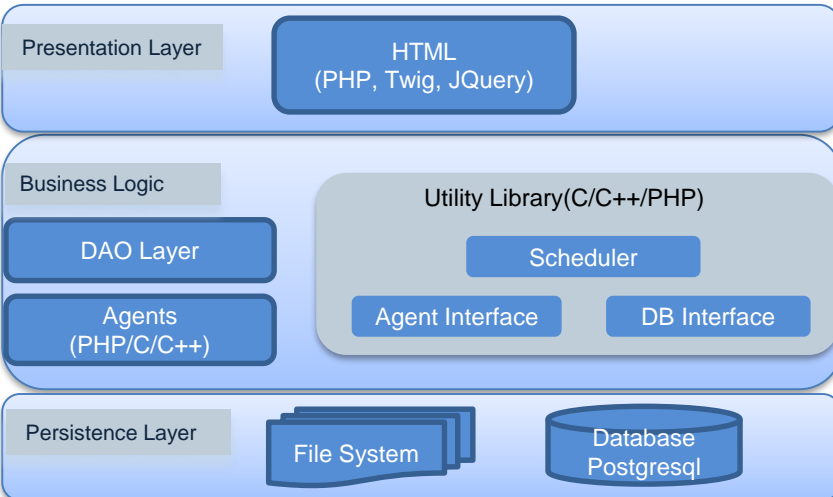 Presentation Layer
HTML
(PHP, Twig, JQuery)
Business Logic
Utility Library(C/C++/PHP)
DAO Layer
Scheduler
Agents
(PHP/C/C++)
Agent Interface
DB Interface
Persistence Layer
File System
Database
Postgresql